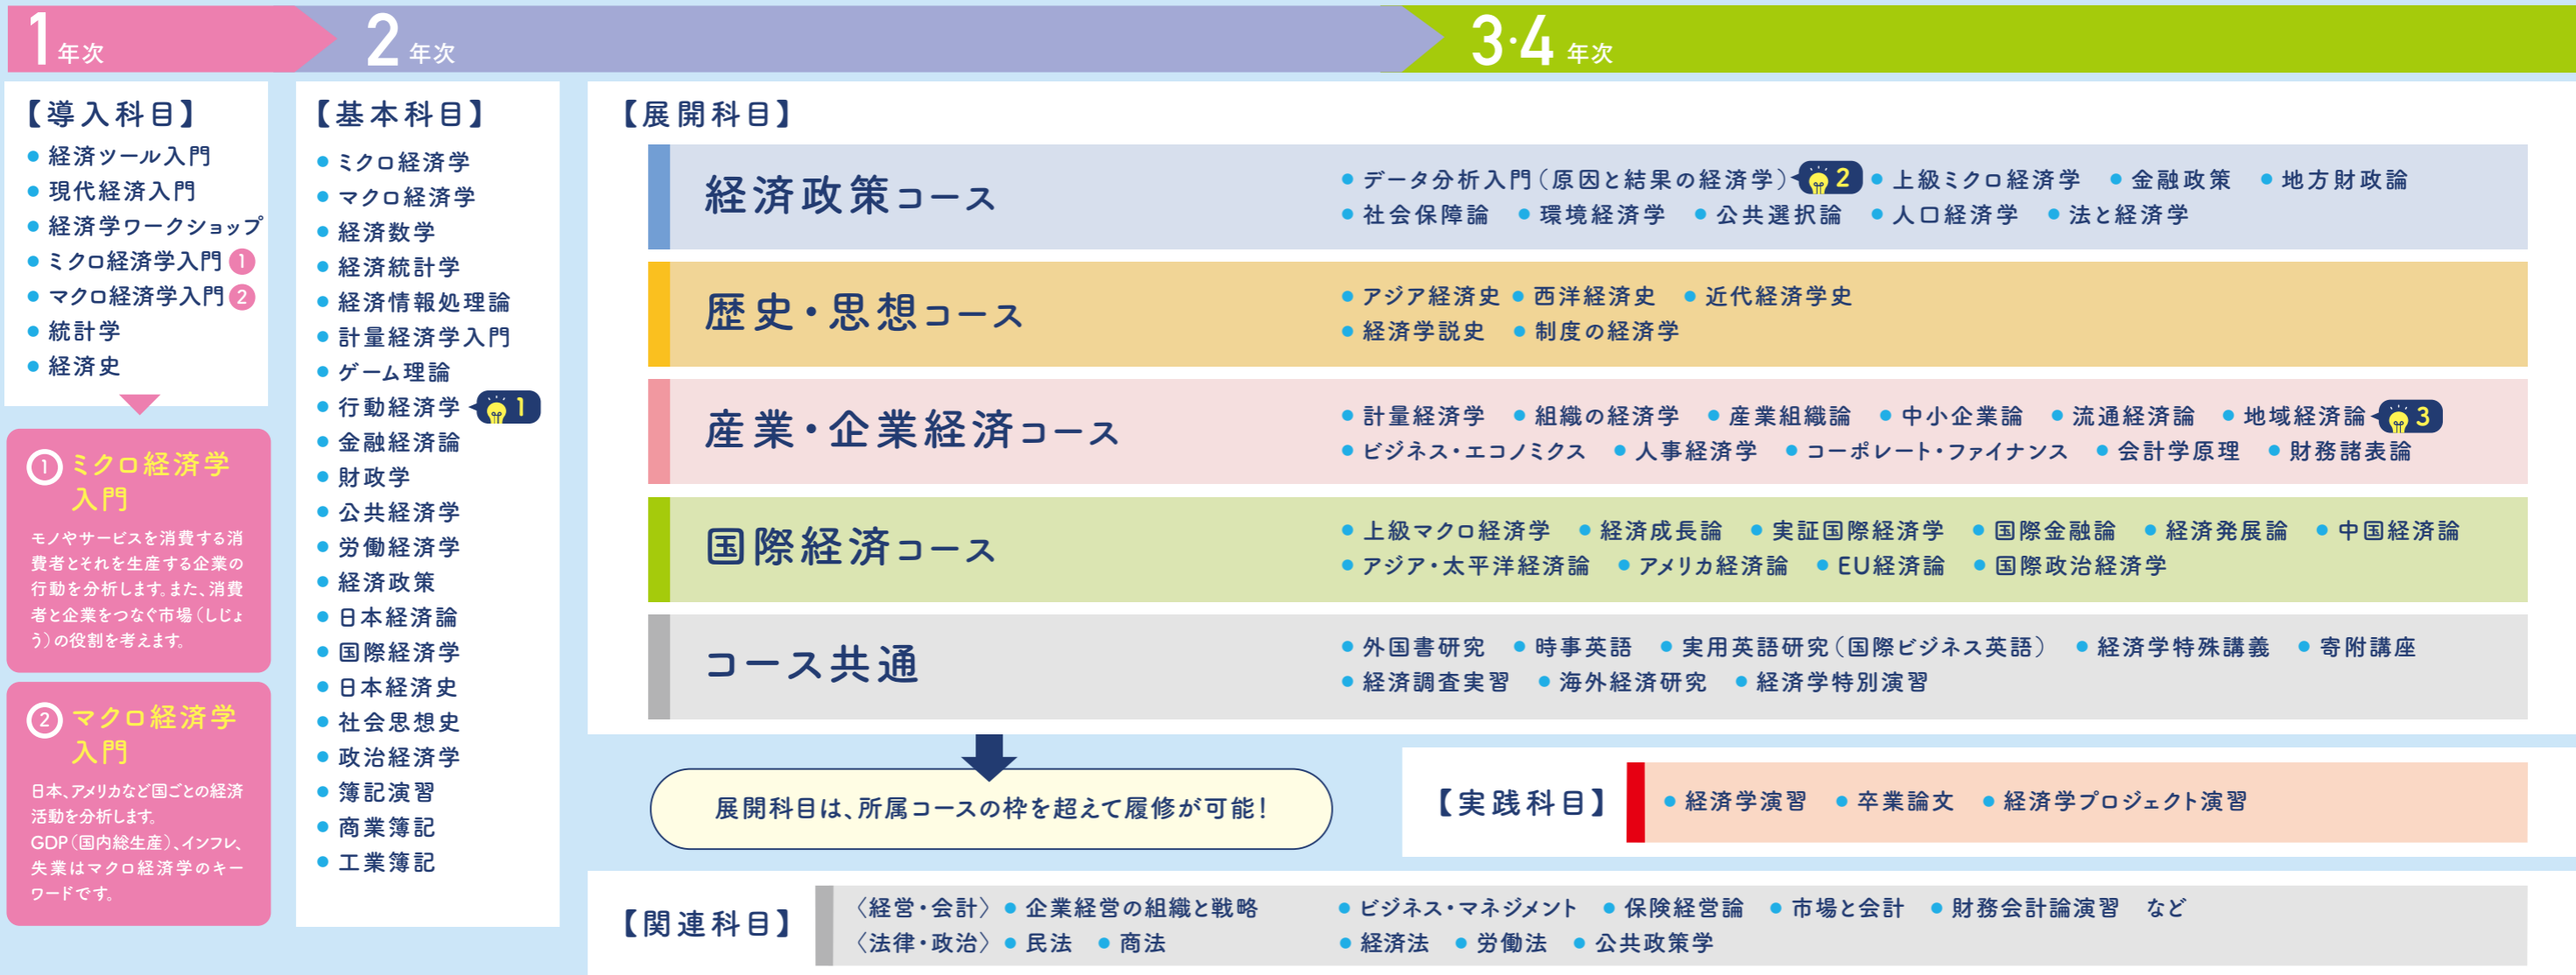 1年次
2年次
3・4年次
【導入科目】
● 経済ツール入門
● 現代経済入門
● 経済学ワークショップ
● ミクロ経済学入門 1
● マクロ経済学入門 2
● 統計学
● 経済史
① ミクロ経済学
入門
モノやサービスを消費する消
費者とそれを生産する企業の
行動を分析します。また、消費
者と企業をつなぐ市場（しじょ
う）の役割を考えます。
② マクロ経済学
入門
日本、アメリカなど国ごとの経済
活動を分析します。
GDP（国内総生産）、インフレ、
失業はマクロ経済学のキー
ワードです。
【基本科目】
● ミクロ経済学
● マクロ経済学
● 経済数学
● 経済統計学
● 経済情報処理論
● 計量経済学入門
● ゲーム理論
● 行動経済学 1
● 金融経済論
● 財政学
● 公共経済学
● 労働経済学
● 経済政策
● 日本経済論
● 国際経済学
● 日本経済史
● 社会思想史
● 政治経済学
● 簿記演習
● 商業簿記
● 工業簿記
【展開科目】
経済政策コース
● データ分析入門（原因と結果の経済学） 2 ● 上級ミクロ経済学 ● 金融政策 ● 地方財政論
● 社会保障論 ● 環境経済学 ● 公共選択論 ● 人口経済学 ● 法と経済学
歴史・思想コース
● アジア経済史 ● 西洋経済史 ● 近代経済学史
● 経済学説史 ● 制度の経済学
産業・企業経済コース
● 計量経済学 ● 組織の経済学 ● 産業組織論 ● 中小企業論 ● 流通経済論 ● 地域経済論 3
● ビジネス・エコノミクス ● 人事経済学 ● コーポレート・ファイナンス ● 会計学原理 ● 財務諸表論
国際経済コース
● 上級マクロ経済学 ● 経済成長論 ● 実証国際経済学 ● 国際金融論 ● 経済発展論 ● 中国経済論
● アジア・太平洋経済論 ● アメリカ経済論 ● EU経済論 ● 国際政治経済学
コース共通
● 外国書研究 ● 時事英語 ● 実用英語研究（国際ビジネス英語） ● 経済学特殊講義 ● 寄附講座
● 経済調査実習 ● 海外経済研究 ● 経済学特別演習
展開科目は、所属コースの枠を超えて履修が可能！
【実践科目】
● 経済学演習 ● 卒業論文 ● 経済学プロジェクト演習
【関連科目】
〈経営・会計〉 ● 企業経営の組織と戦略 ● ビジネス・マネジメント ● 保険経営論 ● 市場と会計 ● 財務会計論演習 など
〈法律・政治〉 ● 民法 ● 商法 ● 経済法 ● 労働法 ● 公共政策学